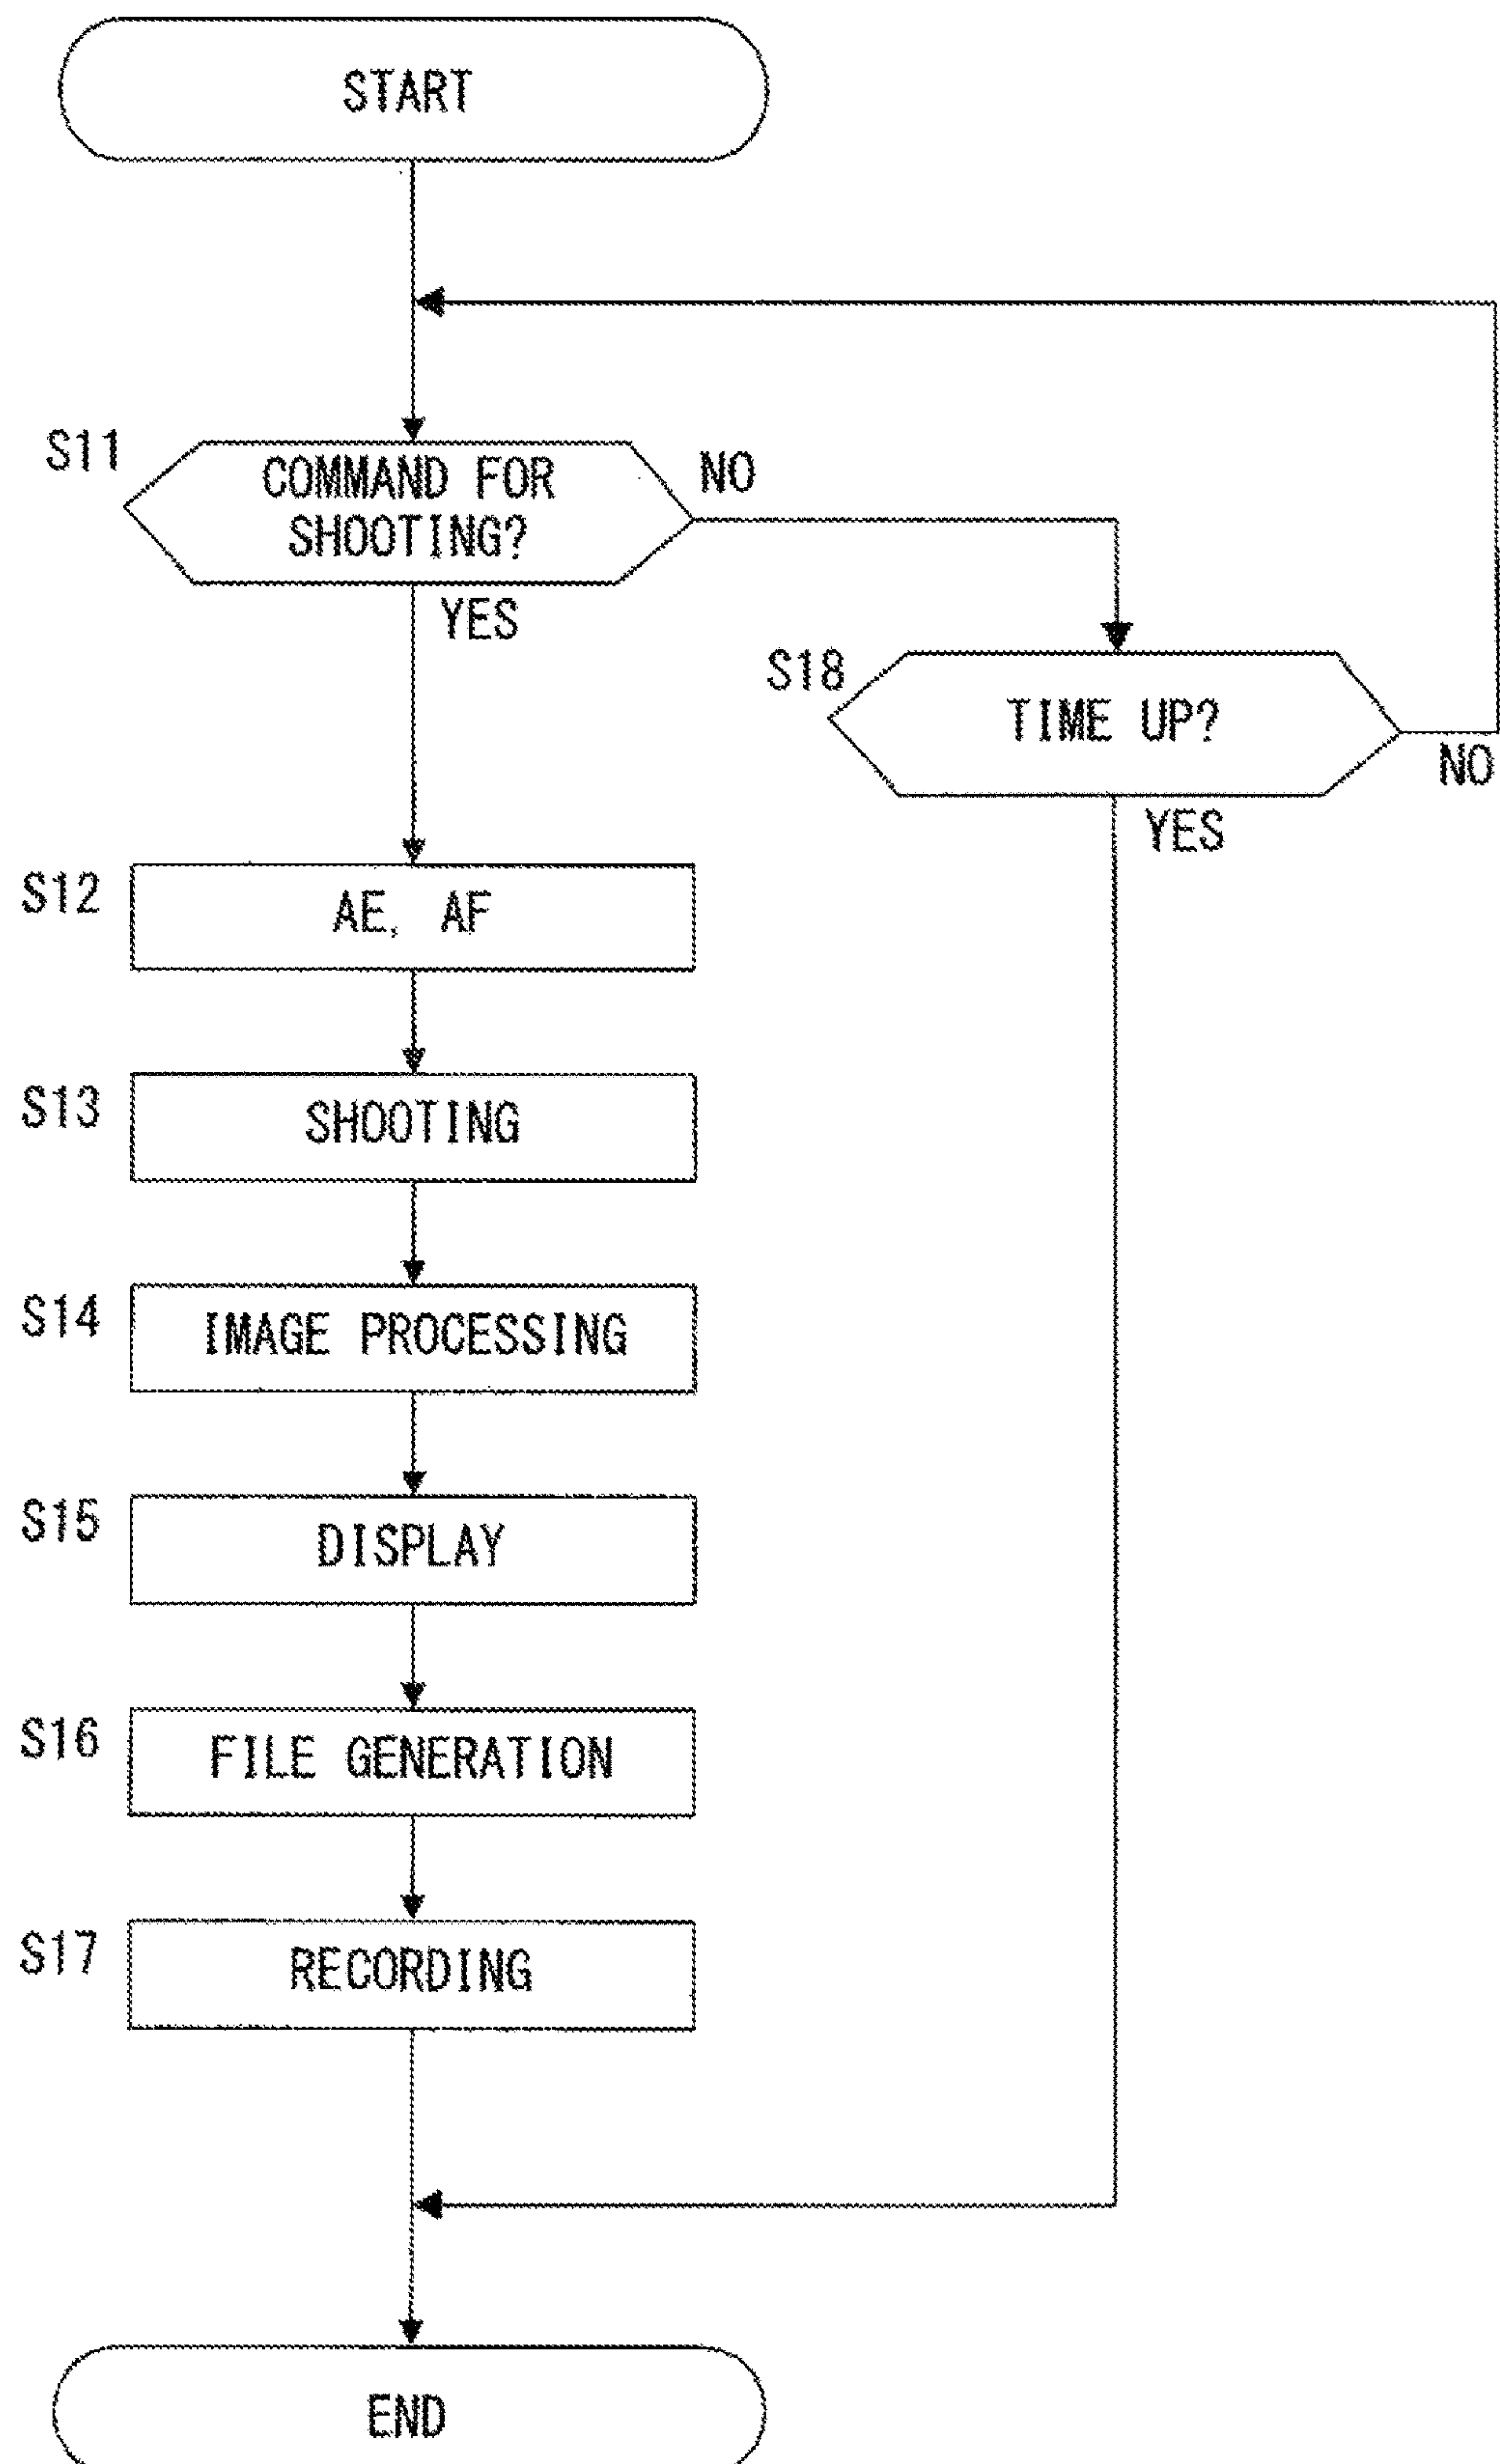 START
S11
COMMAND FOR
SHOOTING?
NO
YES
S18
TIME UP?
NO
YES
S12
AE, AF
S13
SHOOTING
S14
IMAGE PROCESSING
S15
DISPLAY
S16
FILE GENERATION
S17
RECORDING
END